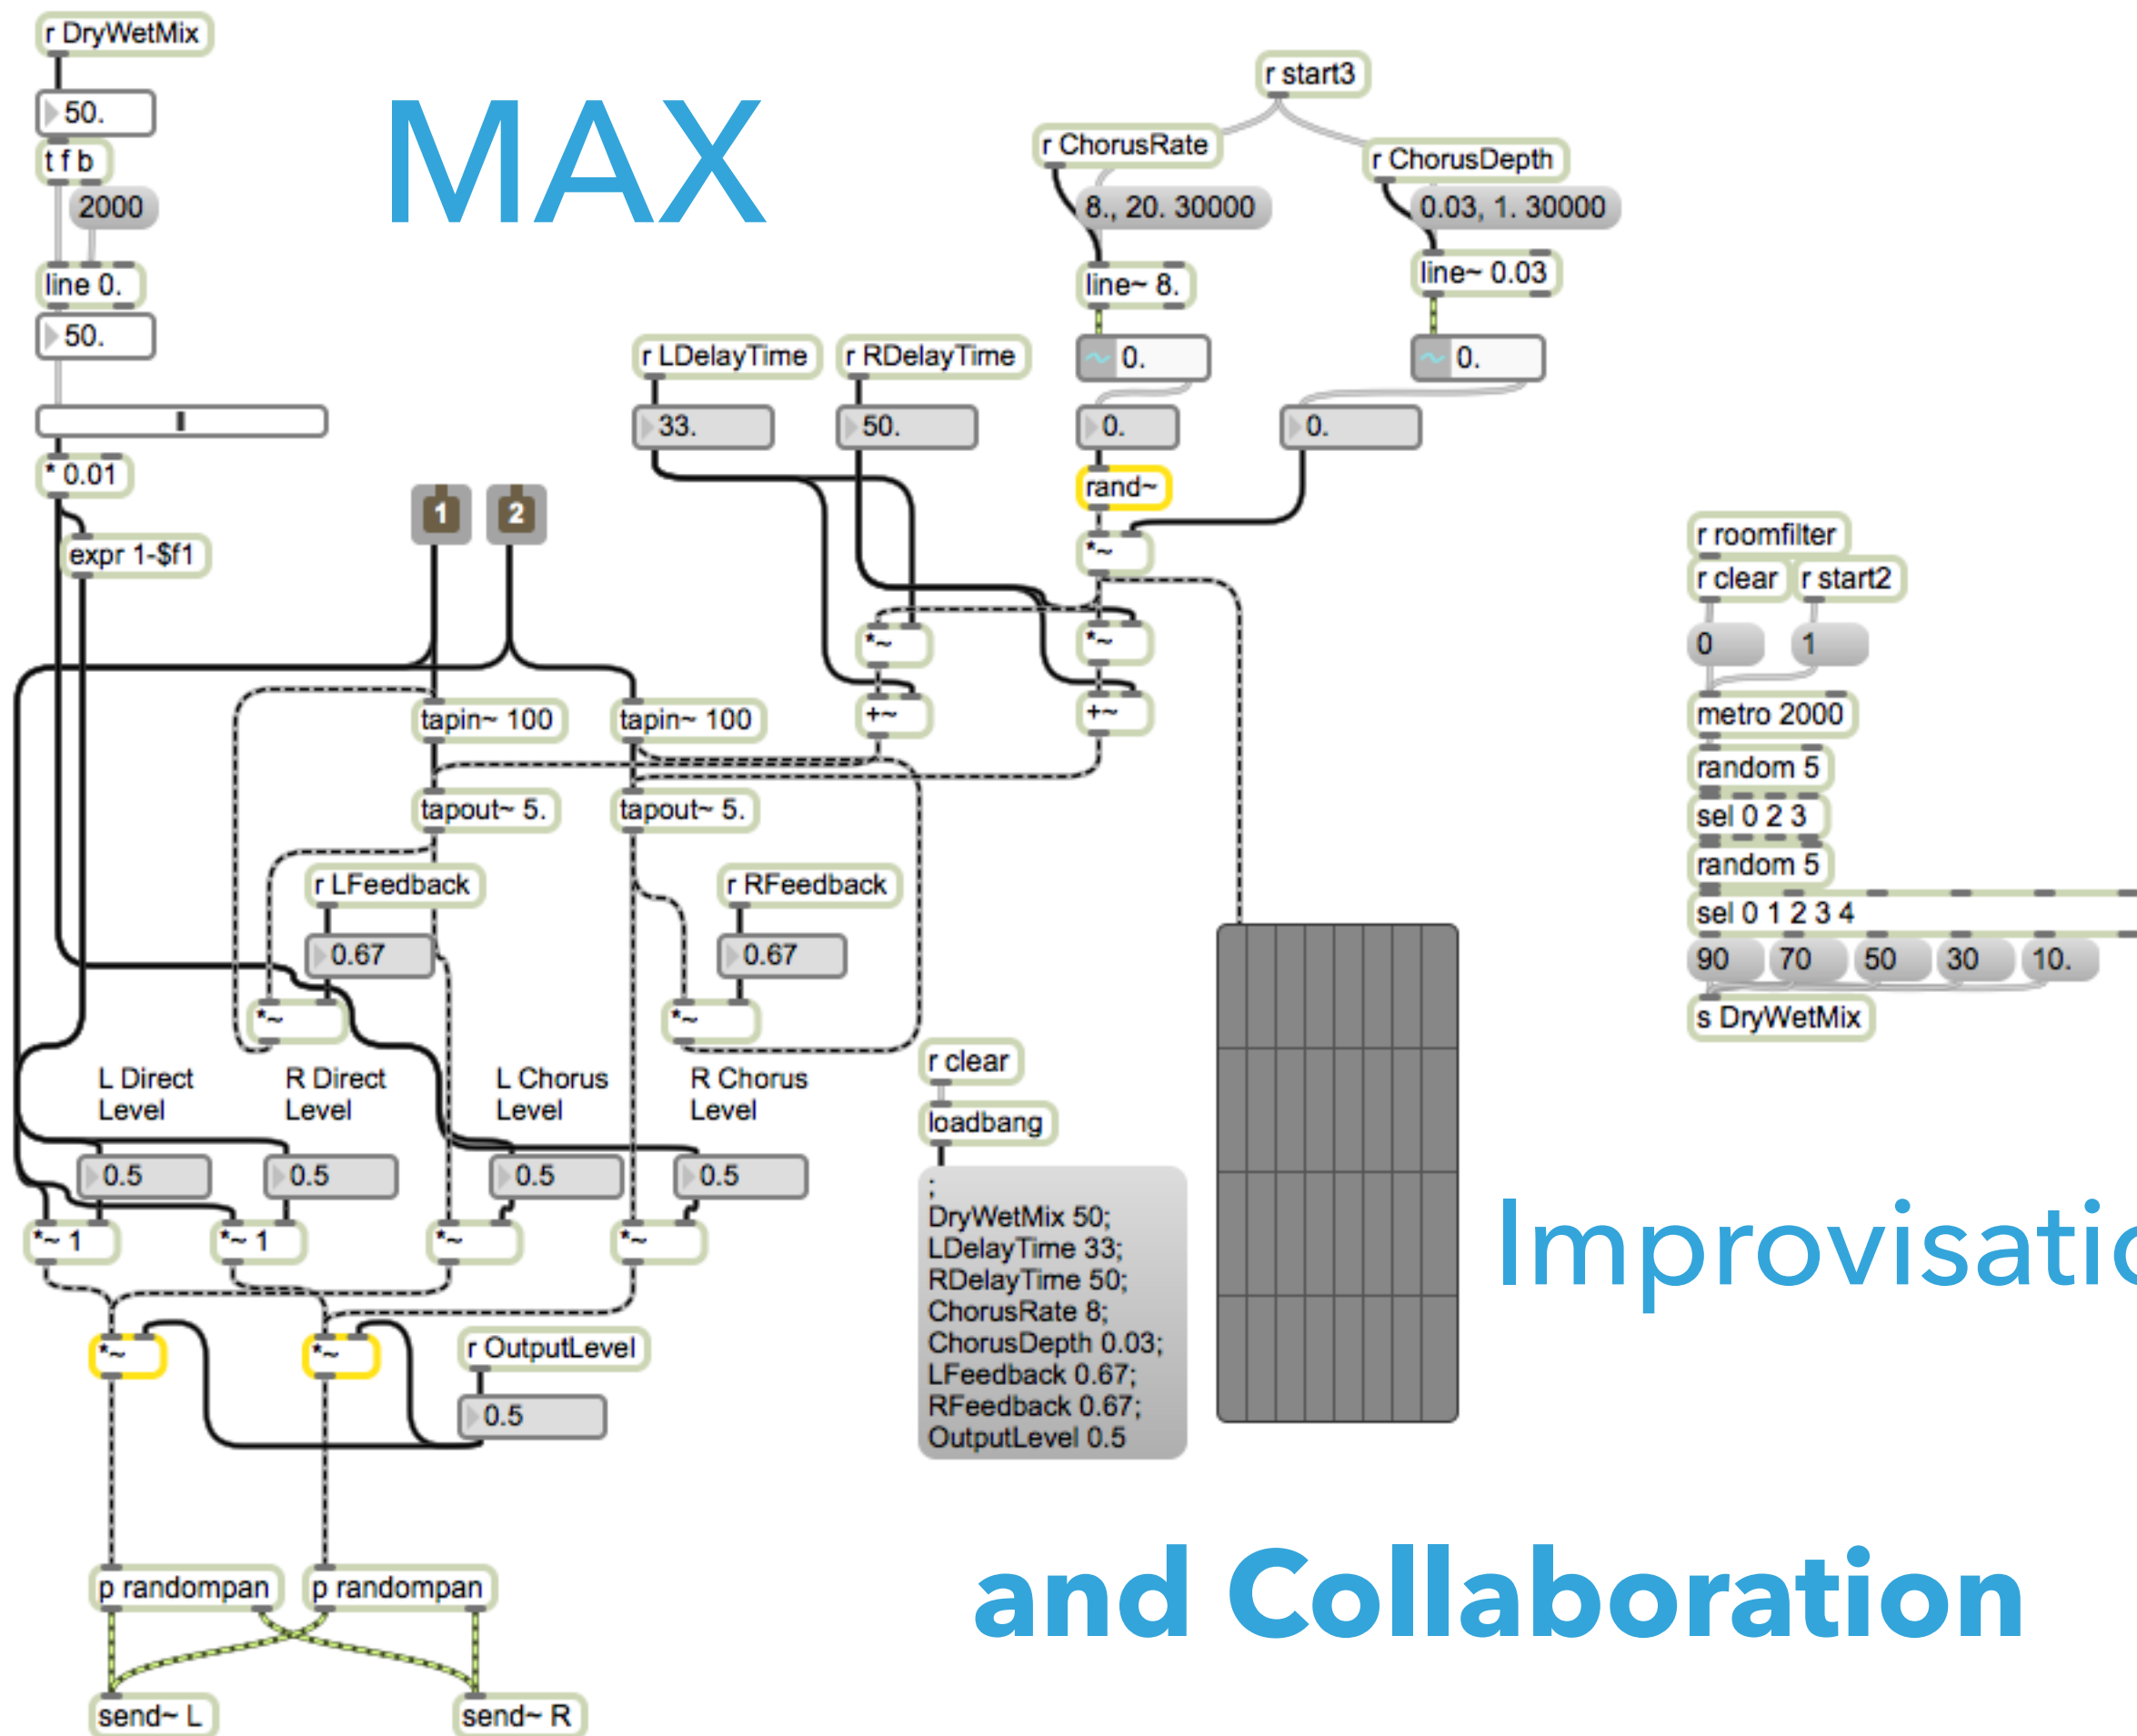 r DryWetMix
50.
t f b
2000
line 0.
50.
* 0.01
expr 1-$f1
MAX
r start3
r ChorusRate
r ChorusDepth
8., 20. 30000
0.03, 1. 30000
line~ 8.
line~ 0.03
~ 0.
~ 0.
r LDelayTime
r RDelayTime
33.
50.
0.
0.
rand~
*~
1
2
*~
*~
+~
+~
tapin~ 100
tapin~ 100
tapout~ 5.
tapout~ 5.
r LFeedback
r RFeedback
0.67
0.67
*~
*~
L Direct
Level
R Direct
Level
L Chorus
Level
R Chorus
Level
0.5
0.5
0.5
0.5
*~ 1
*~ 1
*~
*~
*~
*~
r OutputLevel
0.5
p randompan
p randompan
send~ L
send~ R
r clear
loadbang
;
DryWetMix 50;
LDelayTime 33;
RDelayTime 50;
ChorusRate 8;
ChorusDepth 0.03;
LFeedback 0.67;
RFeedback 0.67;
OutputLevel 0.5
r roomfilter
r clear
r start2
0
1
metro 2000
random 5
sel 0 2 3
random 5
sel 0 1 2 3 4
90
70
50
30
10.
s DryWetMix
and Collaboration